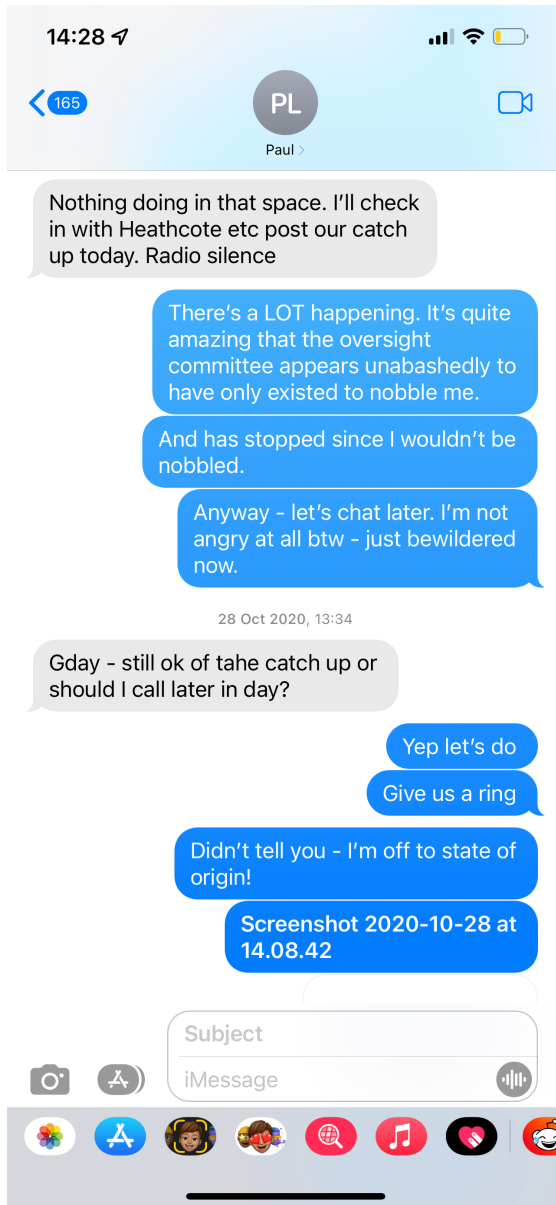 14:28
165
PL
Paul
Nothing doing in that space. I’ll check
in with Heathcote etc post our catch
up today. Radio silence
There’s a LOT happening. It’s quite
amazing that the oversight
committee appears unabashedly to
have only existed to nobble me.
And has stopped since I wouldn’t be
nobbled.
Anyway - let’s chat later. I’m not
angry at all btw - just bewildered
now.
28 Oct 2020, 13:34
Gday - still ok of tahe catch up or
should I call later in day?
Yep let’s do
Give us a ring
Didn’t tell you - I’m off to state of
origin!
Screenshot 2020-10-28 at
14.08.42
Subject
iMessage